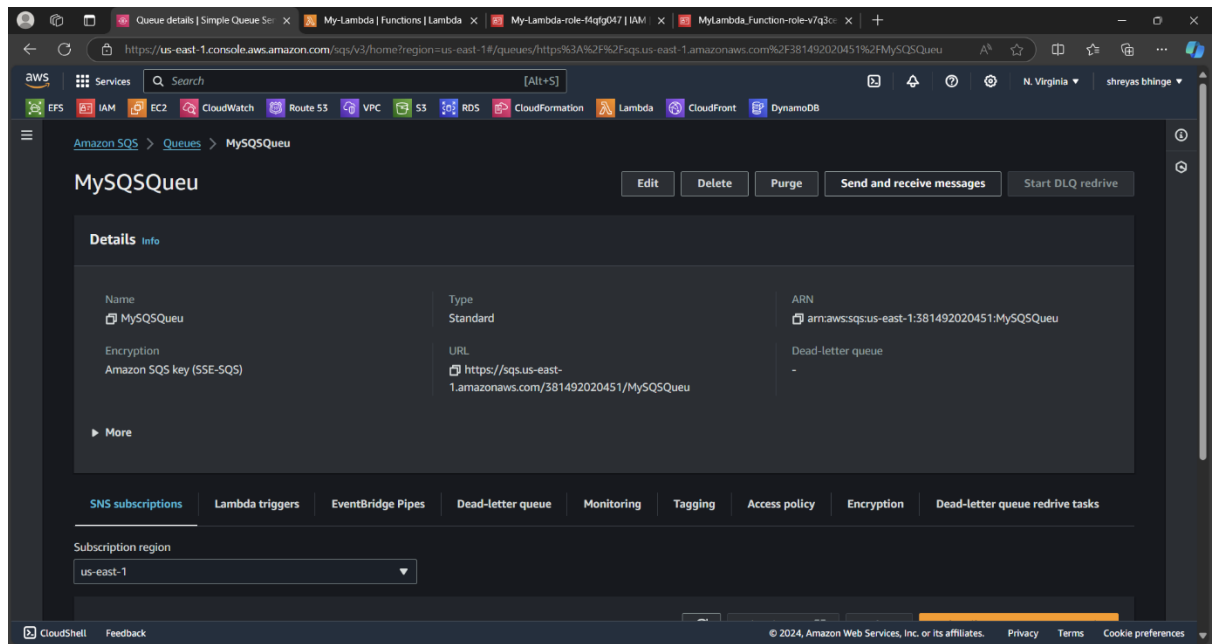 Queue details | Simple Queue Ser
My-Lambda | Functions | Lambda
My-Lambda-role-f4qfg047 | IAM
MyLambda_Function-role-v7q3ce
https://us-east-1.console.aws.amazon.com/sqs/v3/home?region=us-east-1#/queues/https%3A%2F%2Fsqs.us-east-1.amazonaws.com%2F381492020451%2FMySQSQueu
aws Services Search [Alt+S] N. Virginia shreyas bhinge
EFS IAM EC2 CloudWatch Route 53 VPC S3 RDS CloudFormation Lambda CloudFront DynamoDB
Amazon SQS > Queues > MySQSQueu
MySQSQueu
Edit Delete Purge Send and receive messages Start DLQ redrive
Details Info
Name
MySQSQueu
Type
Standard
ARN
arn:aws:sqs:us-east-1:381492020451:MySQSQueu
Encryption
Amazon SQS key (SSE-SQS)
URL
https://sqs.us-east-
1.amazonaws.com/381492020451/MySQSQueu
Dead-letter queue
-
More
SNS subscriptions Lambda triggers EventBridge Pipes Dead-letter queue Monitoring Tagging Access policy Encryption Dead-letter queue redrive tasks
Subscription region
us-east-1
CloudShell Feedback © 2024, Amazon Web Services, Inc. or its affiliates. Privacy Terms Cookie preferences